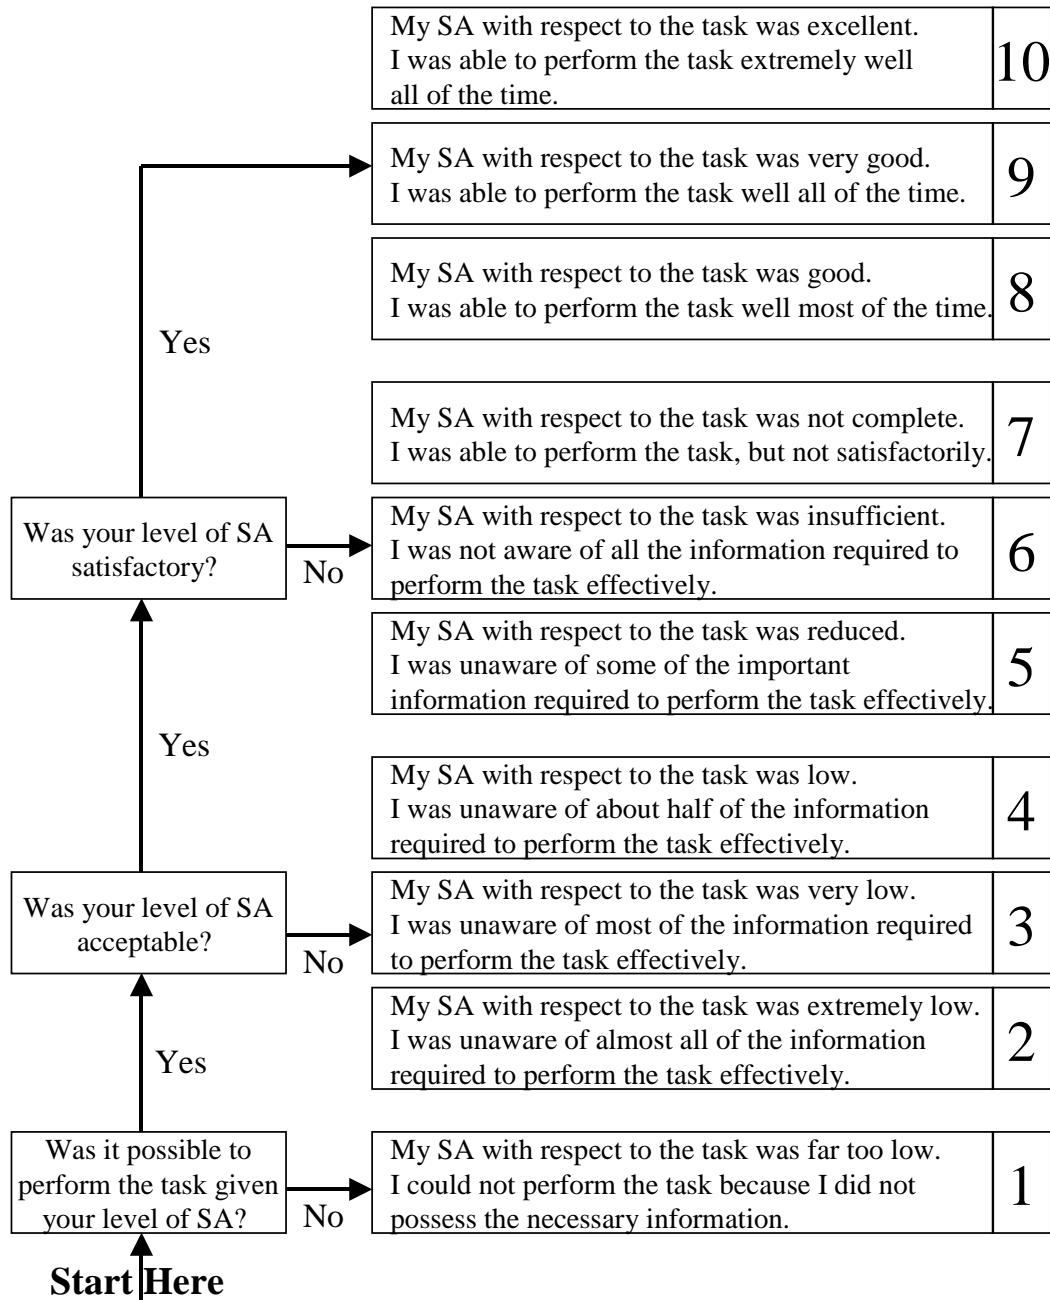 My SA with respect to the task was excellent.
I was able to perform the task extremely well
all of the time.
10
My SA with respect to the task was very good.
I was able to perform the task well all of the time.
9
My SA with respect to the task was good.
I was able to perform the task well most of the time.
8
Yes
My SA with respect to the task was not complete.
I was able to perform the task, but not satisfactorily.
7
Was your level of SA
satisfactory?
No
My SA with respect to the task was insufficient.
I was not aware of all the information required to
perform the task effectively.
6
My SA with respect to the task was reduced.
I was unaware of some of the important
information required to perform the task effectively.
5
Yes
My SA with respect to the task was low.
I was unaware of about half of the information
required to perform the task effectively.
4
Was your level of SA
acceptable?
No
My SA with respect to the task was very low.
I was unaware of most of the information required
to perform the task effectively.
3
My SA with respect to the task was extremely low.
I was unaware of almost all of the information
required to perform the task effectively.
2
Yes
Was it possible to
perform the task given
your level of SA?
No
My SA with respect to the task was far too low.
I could not perform the task because I did not
possess the necessary information.
1
Start Here